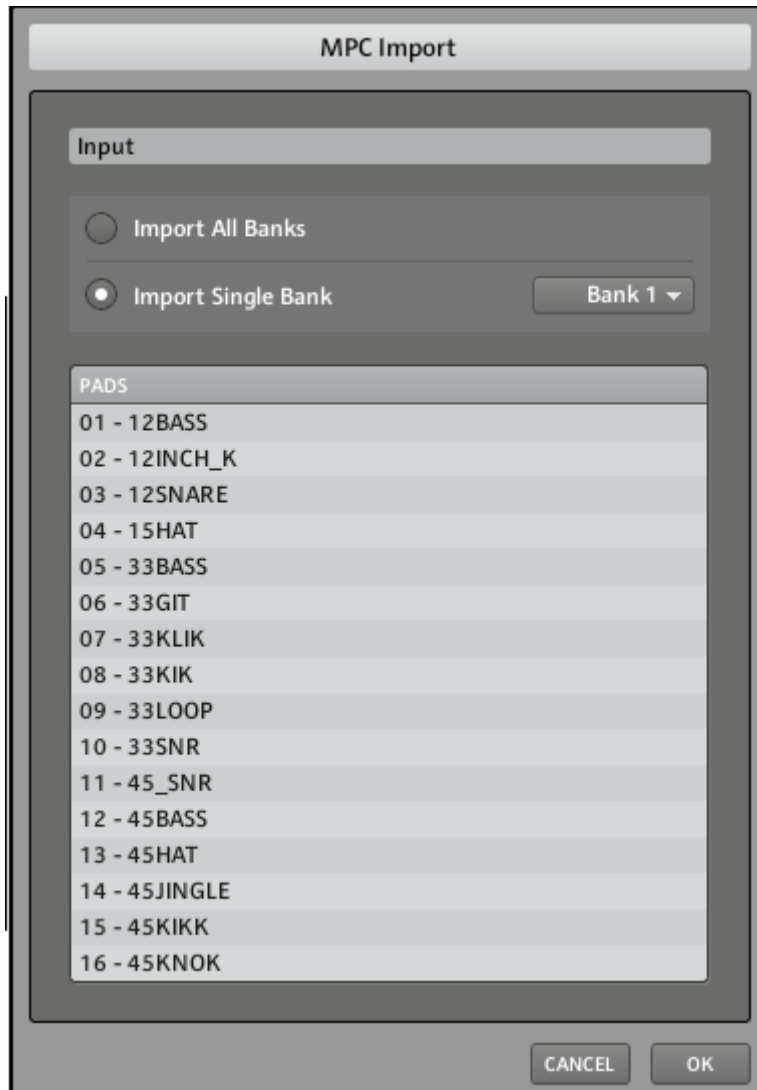 MPC Import
Input
Import All Banks
Import Single Bank Bank 1
PADS
01 - 12BASS
02 - 12INCH_K
03 - 12SNARE
04 - 15HAT
05 - 33BASS
06 - 33GIT
07 - 33KLIK
08 - 33KIK
09 - 33LOOP
10 - 33SNR
11 - 45_SNR
12 - 45BASS
13 - 45HAT
14 - 45JINGLE
15 - 45KIKK
16 - 45KNOK
CANCEL OK